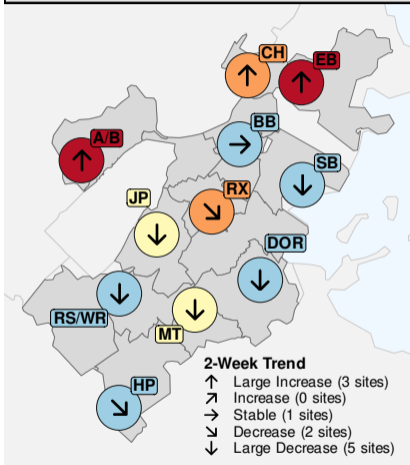 CH
EB
A/B
BB
SB
JP
RX
DOR
RS/WR
MT
HP
2-Week Trend
↑ Large Increase (3 sites)
↗ Increase (0 sites)
→ Stable (1 sites)
↘ Decrease (2 sites)
↓ Large Decrease (5 sites)